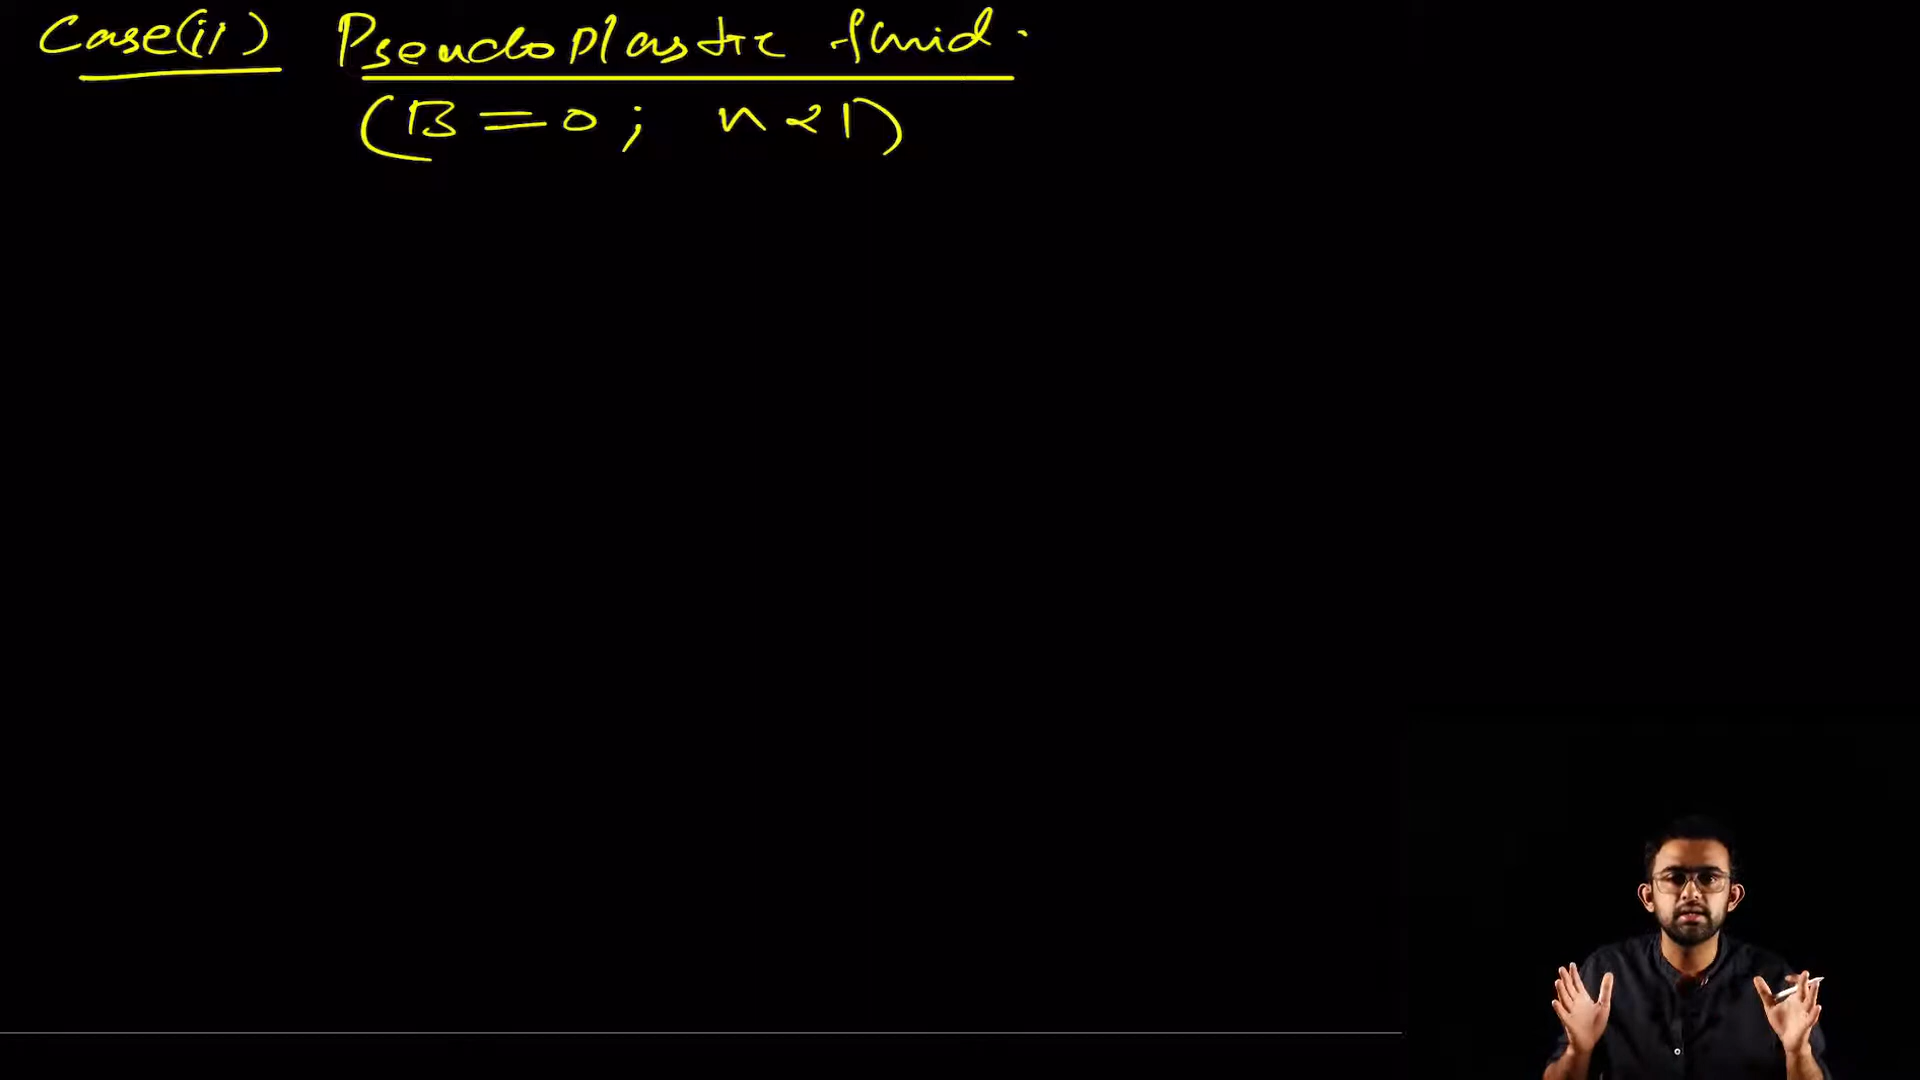 Case(ii) Pseudoplastic fluid.
(B = 0; n < 1)